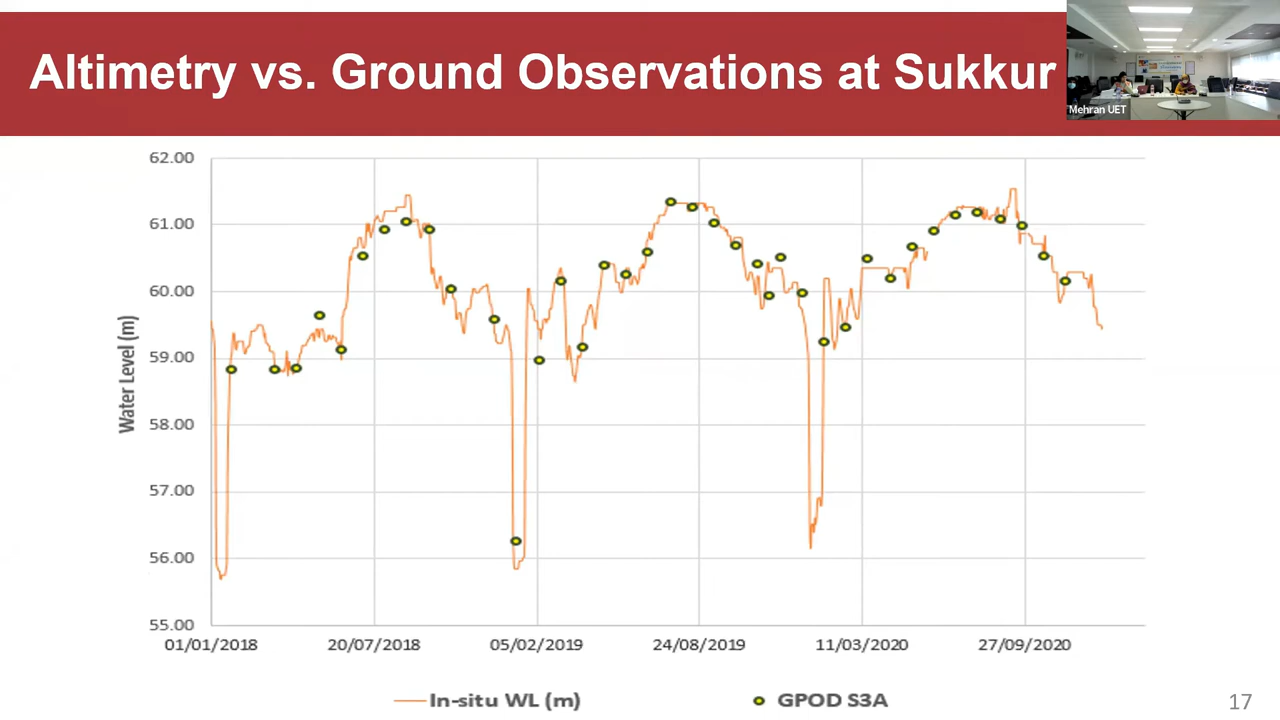 Altimetry vs. Ground Observations at Sukkur
Mehran UET
62.00
61.00
60.00
59.00
58.00
57.00
56.00
55.00
Water Level (m)
01/01/2018 20/07/2018 05/02/2019 24/08/2019 11/03/2020 27/09/2020
In-situ WL (m) GPOD S3A
17